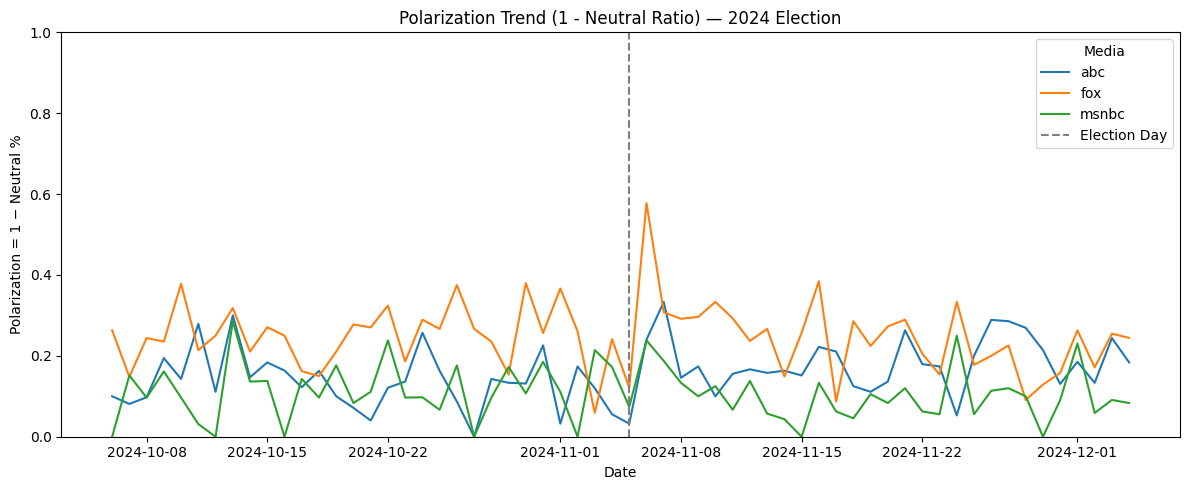 Polarization Trend (1 - Neutral Ratio) — 2024 Election
Polarization = 1 − Neutral %
1.0
0.8
0.6
0.4
0.2
0.0
Media
abc
fox
msnbc
Election Day
2024-10-08 2024-10-15 2024-10-22 2024-11-01 2024-11-08 2024-11-15 2024-11-22 2024-12-01
Date